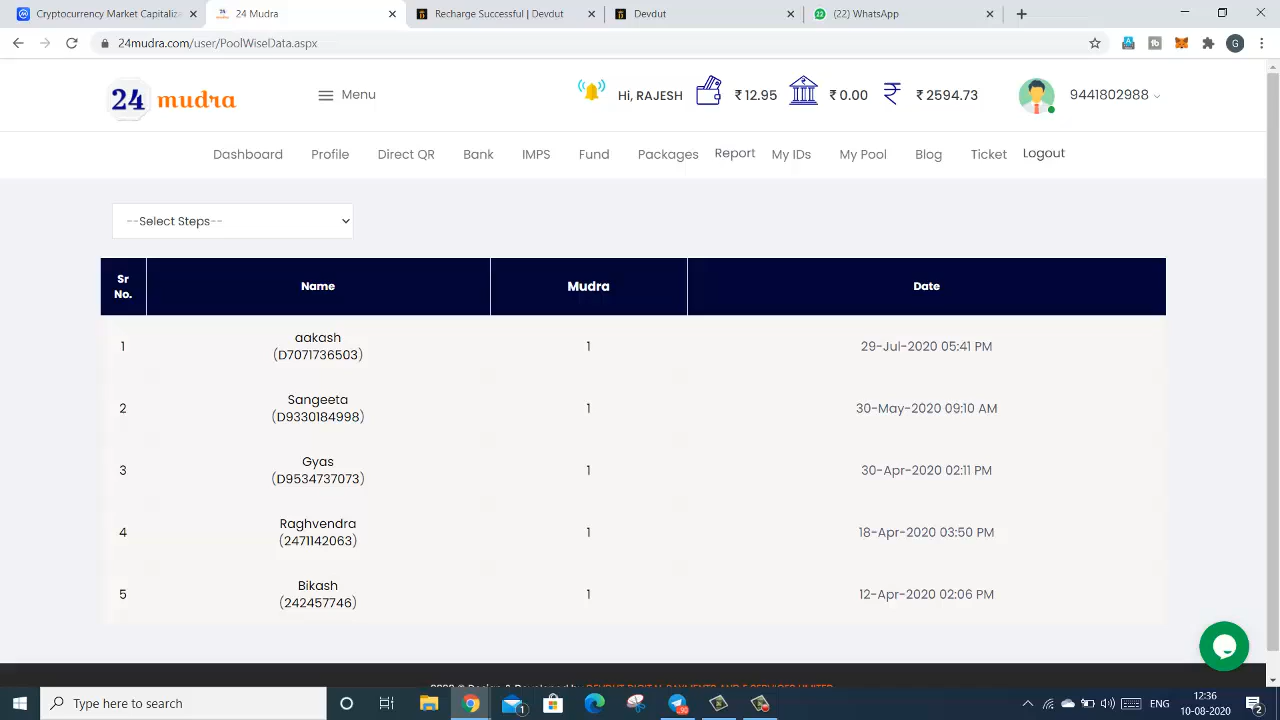 Cryptocurrency Market Capitaliza
24 Mudra
Recharge Successful | Devdut
Devdut
(22) WhatsApp
24mudra.com/user/PoolWiseData.aspx
24 mudra
Menu
Hi, RAJESH
₹ 12.95
₹ 0.00
₹ 2594.73
9441802988
Dashboard Profile Direct QR Bank IMPS Fund Packages Report My IDs My Pool Blog Ticket Logout
--Select Steps--
Sr No. Name Mudra Date
1 aakash (D7071736503) 1 29-Jul-2020 05:41 PM
2 Sangeeta (D9330184998) 1 30-May-2020 09:10 AM
3 Gyas (D9534737073) 1 30-Apr-2020 02:11 PM
4 Raghvendra (2471142063) 1 18-Apr-2020 03:50 PM
5 Bikash (242457746) 1 12-Apr-2020 02:06 PM
Type here to search
ENG
12:36
10-08-2020